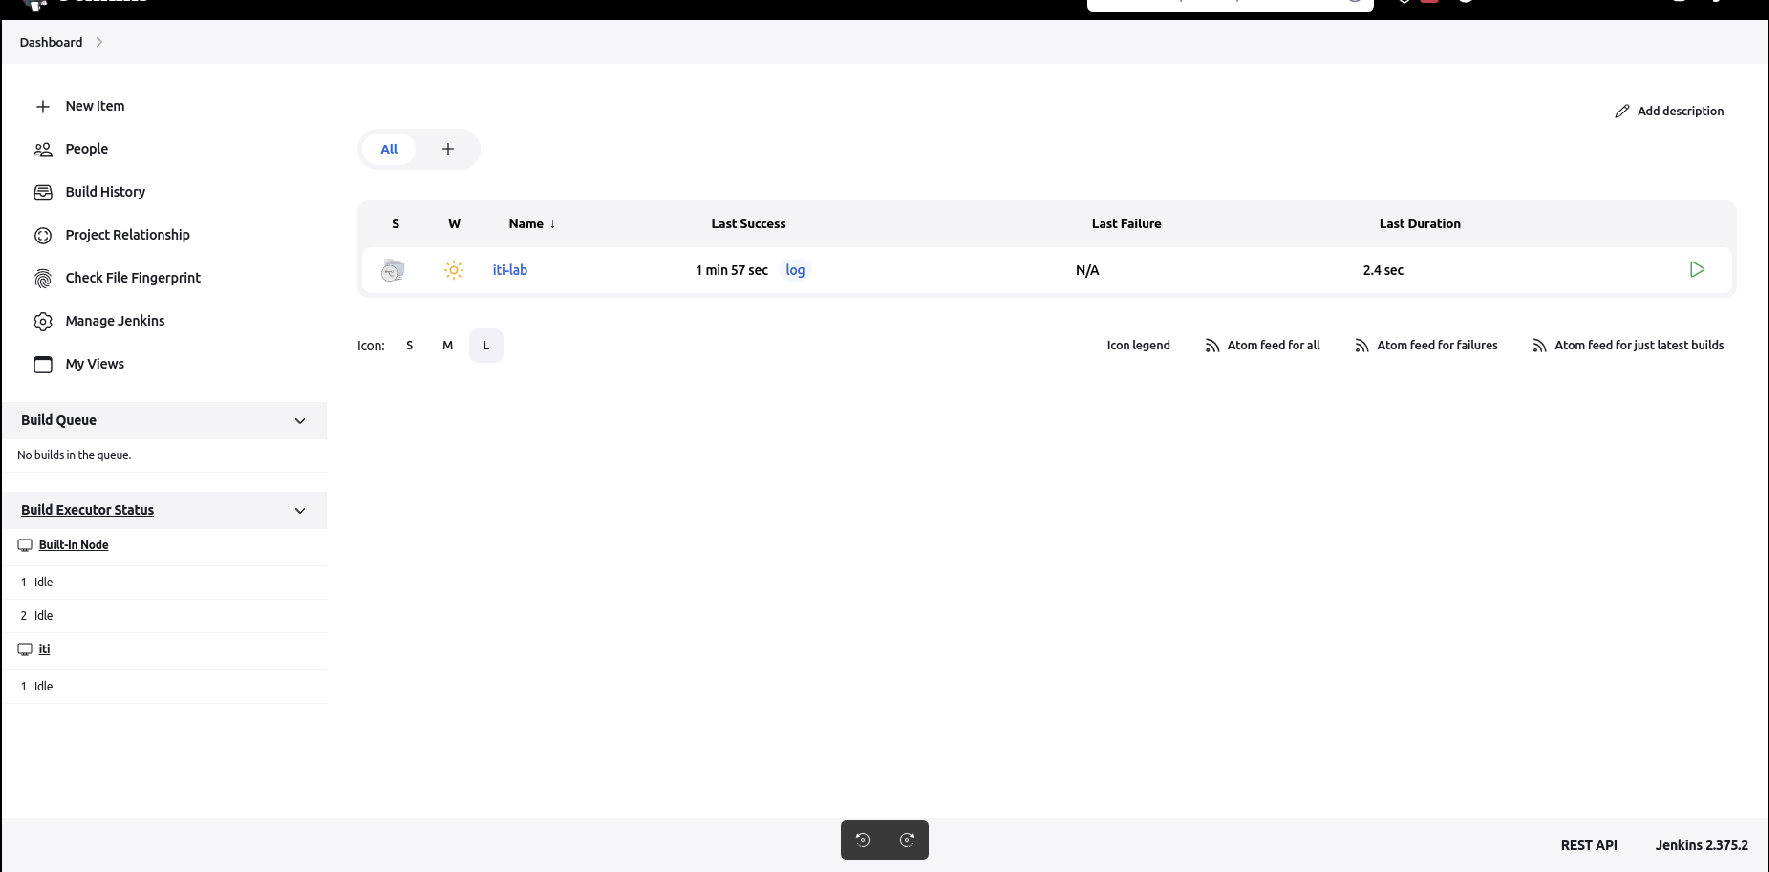 Dashboard
New Item
People
Build History
Project Relationship
Check File Fingerprint
Manage Jenkins
My Views
Build Queue
No builds in the queue.
Build Executor Status
Built-In Node
1 Idle
2 Idle
iti
1 Idle
Add description
All
S W Name ↓ Last Success Last Failure Last Duration
iti-lab 1 min 57 sec log N/A 2.4 sec
Icon: S M L
Icon legend Atom feed for all Atom feed for failures Atom feed for just latest builds
REST API Jenkins 2.375.2